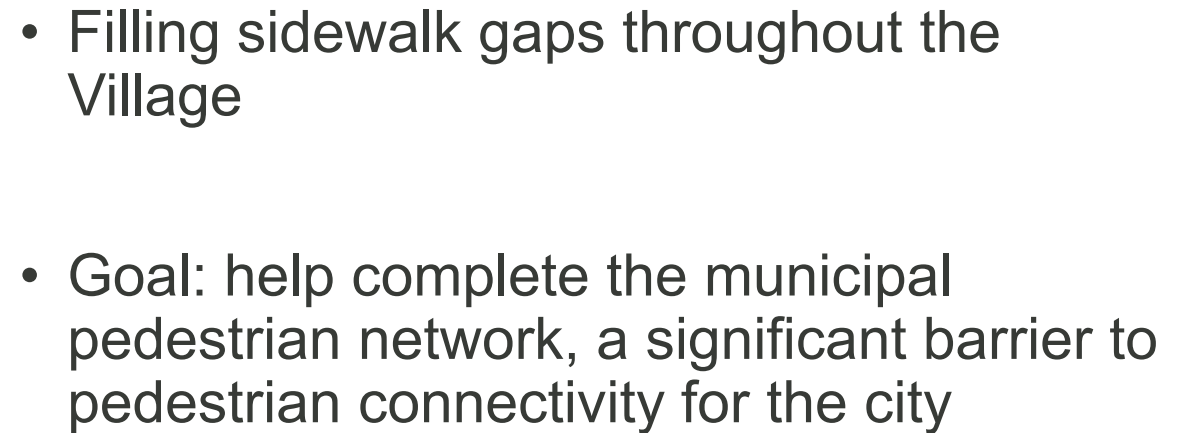 • Filling sidewalk gaps throughout the
Village
• Goal: help complete the municipal
pedestrian network, a significant barrier to
pedestrian connectivity for the city